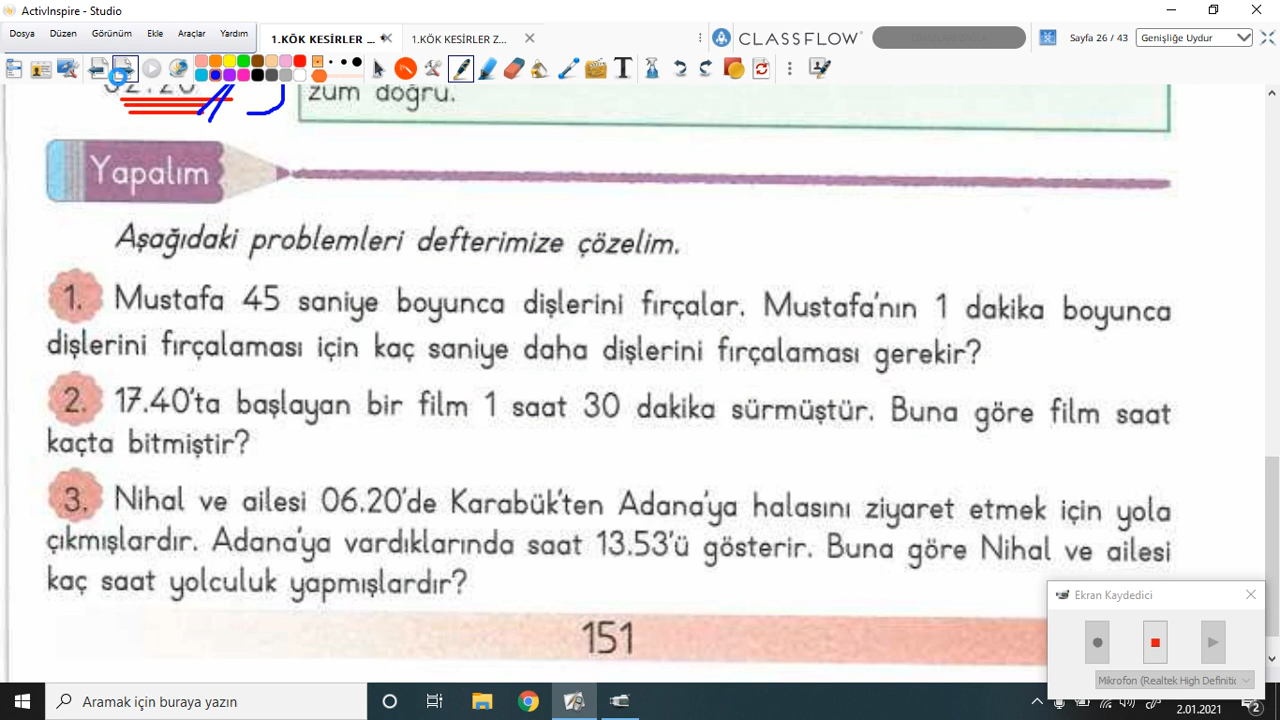 ActivInspire - Studio
Dosya Düzen Görünüm Ekle Araçlar Yardım
1.KÖK KESİRLER ...
1.KÖK KESİRLER Z...
CLASSFLOW
Sayfa 26 / 43
Genişliğe Uydur
züm doğru.
Yapalım
Aşağıdaki problemleri defterimize çözelim.
1. Mustafa 45 saniye boyunca dişlerini fırçalar. Mustafa'nın 1 dakika boyunca
dişlerini fırçalaması için kaç saniye daha dişlerini fırçalaması gerekir?
2. 17.40'ta başlayan bir film 1 saat 30 dakika sürmüştür. Buna göre film saat
kaçta bitmiştir?
3. Nihal ve ailesi 06.20'de Karabük'ten Adana'ya halasını ziyaret etmek için yola
çıkmışlardır. Adana'ya vardıklarında saat 13.53'ü gösterir. Buna göre Nihal ve ailesi
kaç saat yolculuk yapmışlardır?
151
Ekran Kaydedici
Mikrofon (Realtek High Definitic
Aramak için buraya yazın
2.01.2021
2